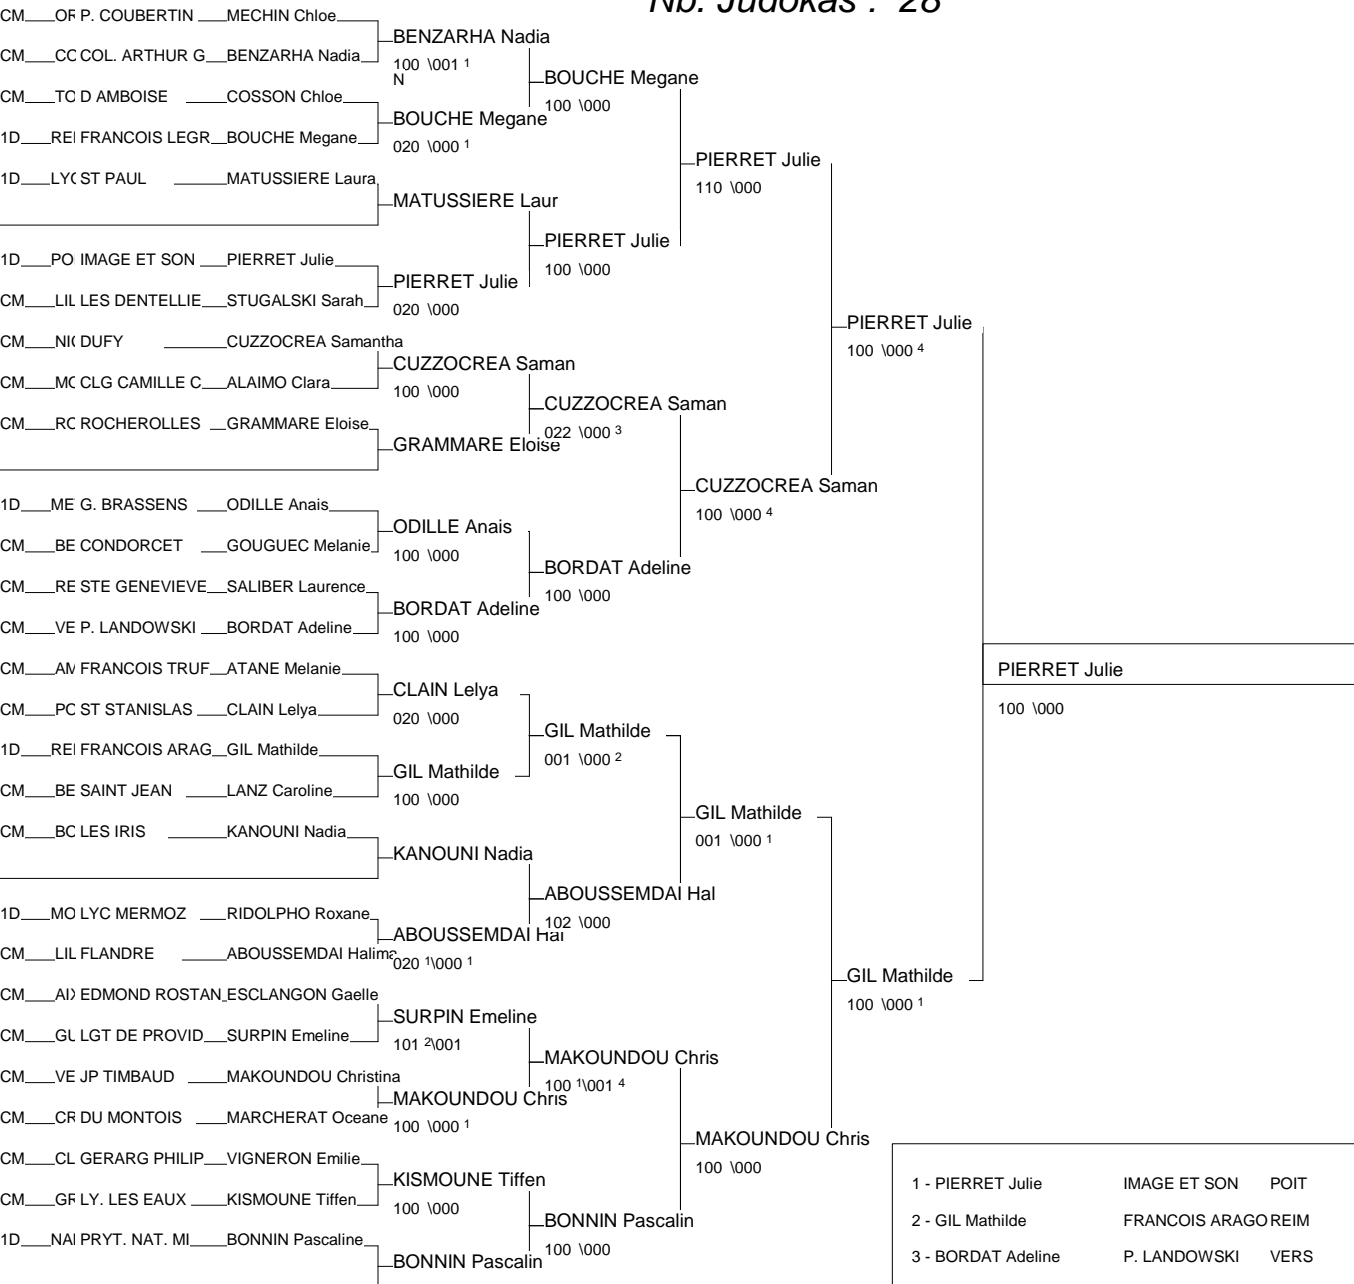 Nb. Judokas : 28
CM OR P. COUBERTIN MECHIN Chloe
BENZARHA Nadia
CM CC COL. ARTHUR G BENZARHA Nadia
100 \001 1
N
BOUCHE Megane
100 \000
CM TO D AMBOISE COSSON Chloe
BOUCHE Megane
020 \000 1
1D REI FRANCOIS LEGR BOUCHE Megane
PIERRET Julie
110 \000
1D LYC ST PAUL MATUSSIERE Laura
MATUSSIERE Laur
PIERRET Julie
100 \000
1D PO IMAGE ET SON PIERRET Julie
PIERRET Julie
020 \000
CM LIL LES DENTELLIE STUGALSKI Sarah
PIERRET Julie
100 \000 4
CM NI DUFY CUZZOCREA Samantha
CUZZOCREA Saman
100 \000
CM MC CLG CAMILLE C ALAIMO Clara
CUZZOCREA Saman
022 \000 3
CM RC ROCHEROLLES GRAMMARE Eloise
GRAMMARE Eloise
CUZZOCREA Saman
100 \000 4
1D ME G. BRASSENS ODILLE Anais
ODILLE Anais
100 \000
CM BE CONDORCET GOUGUEC Melanie
BORDAT Adeline
100 \000
CM RE STE GENEVIEVE SALIBER Laurence
BORDAT Adeline
100 \000
CM VE P. LANDOWSKI BORDAT Adeline
PIERRET Julie
100 \000
CM AM FRANCOIS TRUF ATANE Melanie
CLAIN Lelya
020 \000
CM PC ST STANISLAS CLAIN Lelya
GIL Mathilde
001 \000 2
1D REI FRANCOIS ARAG GIL Mathilde
GIL Mathilde
100 \000
CM BE SAINT JEAN LANZ Caroline
GIL Mathilde
001 \000 1
CM BC LES IRIS KANOUNI Nadia
KANOUNI Nadia
ABOUSSEMDAI Hal
102 \000
1D MO LYC MERMOZ RIDOLPHO Roxane
ABOUSSEMDAI Hal
020 1\000 1
CM LIL FLANDRE ABOUSSEMDAI Halima
GIL Mathilde
100 \000 1
CM AI EDMOND ROSTAN ESCLANGON Gaelle
SURPIN Emeline
101 2\001
CM GU LGT DE PROVID SURPIN Emeline
MAKOUNDOU Chris
100 1\001 4
CM VE JP TIMBAUD MAKOUNDOU Christina
MAKOUNDOU Chris
100 \000 1
CM CR DU MONTOIS MARCHERAT Oceane
MAKOUNDOU Chris
100 \000
CM CL GERARG PHILIP VIGNERON Emilie
KISMOUNE Tiffen
100 \000
CM GR LY. LES EAUX KISMOUNE Tiffen
BONNIN Pascalin
100 \000
1D NAI PRYT. NAT. MI BONNIN Pascaline
BONNIN Pascalin
1 - PIERRET Julie IMAGE ET SON POIT
2 - GIL Mathilde FRANCOIS ARAGO REIM
3 - BORDAT Adeline P. LANDOWSKI VERS